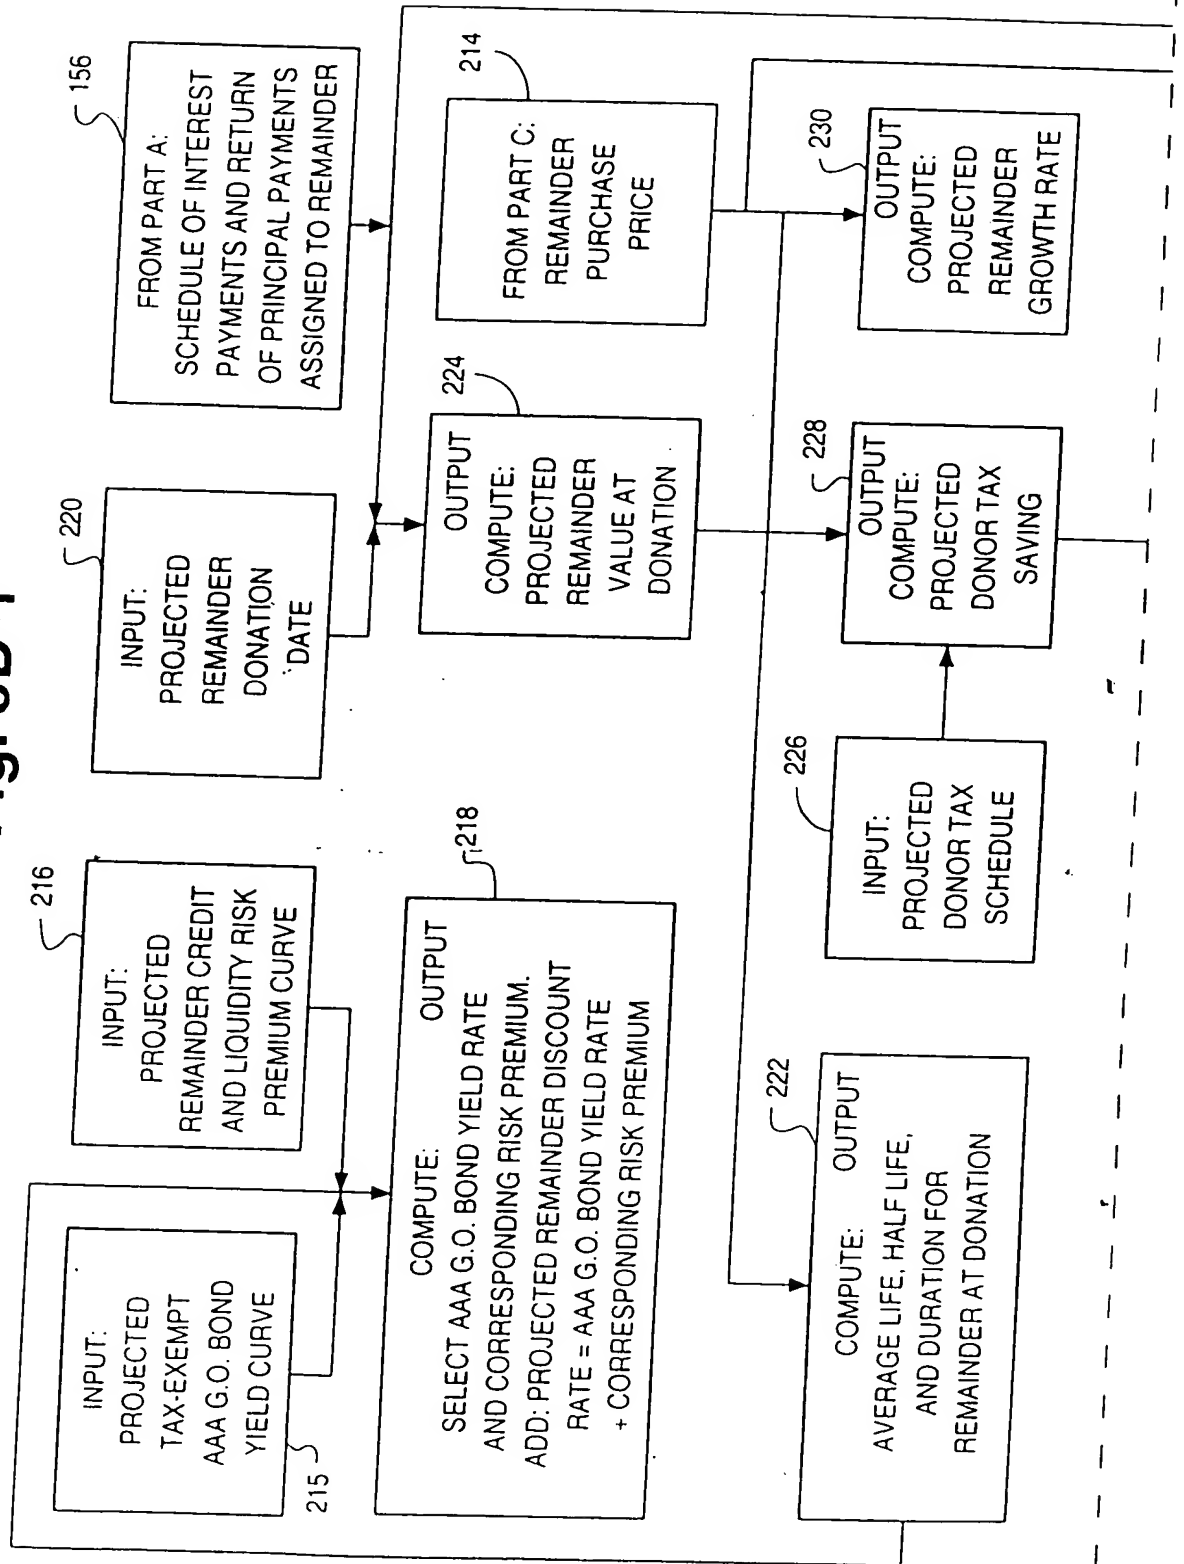 156
FROM PART A:
SCHEDULE OF INTEREST
PAYMENTS AND RETURN
OF PRINCIPAL PAYMENTS
ASSIGNED TO REMAINDER
220
INPUT:
PROJECTED
REMAINDER
DONATION
DATE
216
INPUT:
PROJECTED
REMAINDER CREDIT
AND LIQUIDITY RISK
PREMIUM CURVE
INPUT:
PROJECTED
TAX-EXEMPT
AAA G.O. BOND
YIELD CURVE
215
214
FROM PART C:
REMAINDER
PURCHASE
PRICE
224
OUTPUT
COMPUTE:
PROJECTED
REMAINDER
VALUE AT
DONATION
218
OUTPUT
COMPUTE:
SELECT AAA G.O. BOND YIELD RATE
AND CORRESPONDING RISK PREMIUM.
ADD: PROJECTED REMAINDER DISCOUNT
RATE = AAA G.O. BOND YIELD RATE
+ CORRESPONDING RISK PREMIUM
230
OUTPUT
COMPUTE:
PROJECTED
REMAINDER
GROWTH RATE
228
OUTPUT
COMPUTE:
PROJECTED
DONOR TAX
SAVING
226
INPUT:
PROJECTED
DONOR TAX
SCHEDULE
222
COMPUTE: OUTPUT
AVERAGE LIFE, HALF LIFE,
AND DURATION FOR
REMAINDER AT DONATION